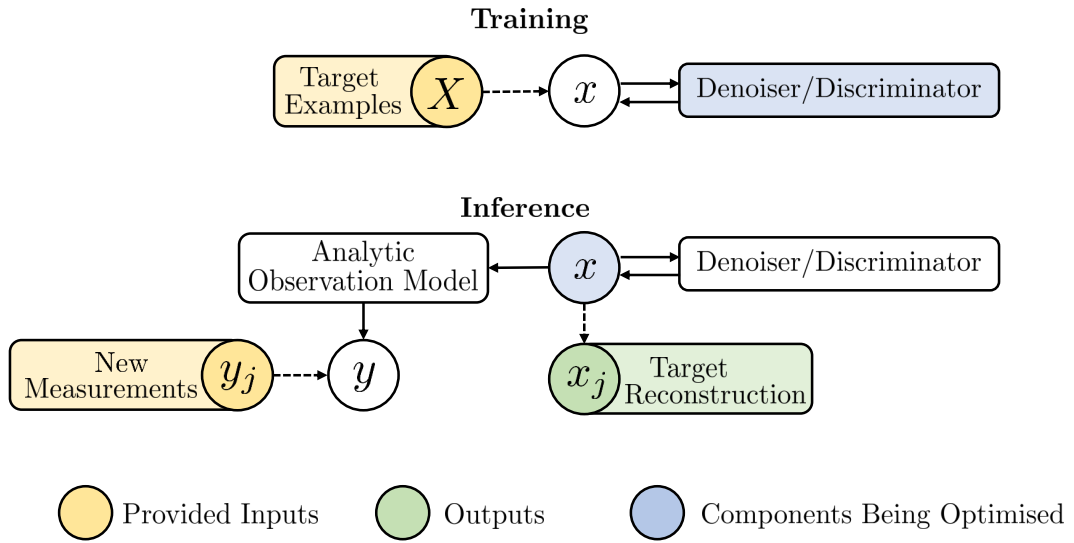 Training
Target
Examples
X
x
Denoiser/Discriminator
Inference
Analytic
Observation Model
x
Denoiser/Discriminator
New
Measurements
y_j
y
x_j
Target
Reconstruction
Provided Inputs
Outputs
Components Being Optimised